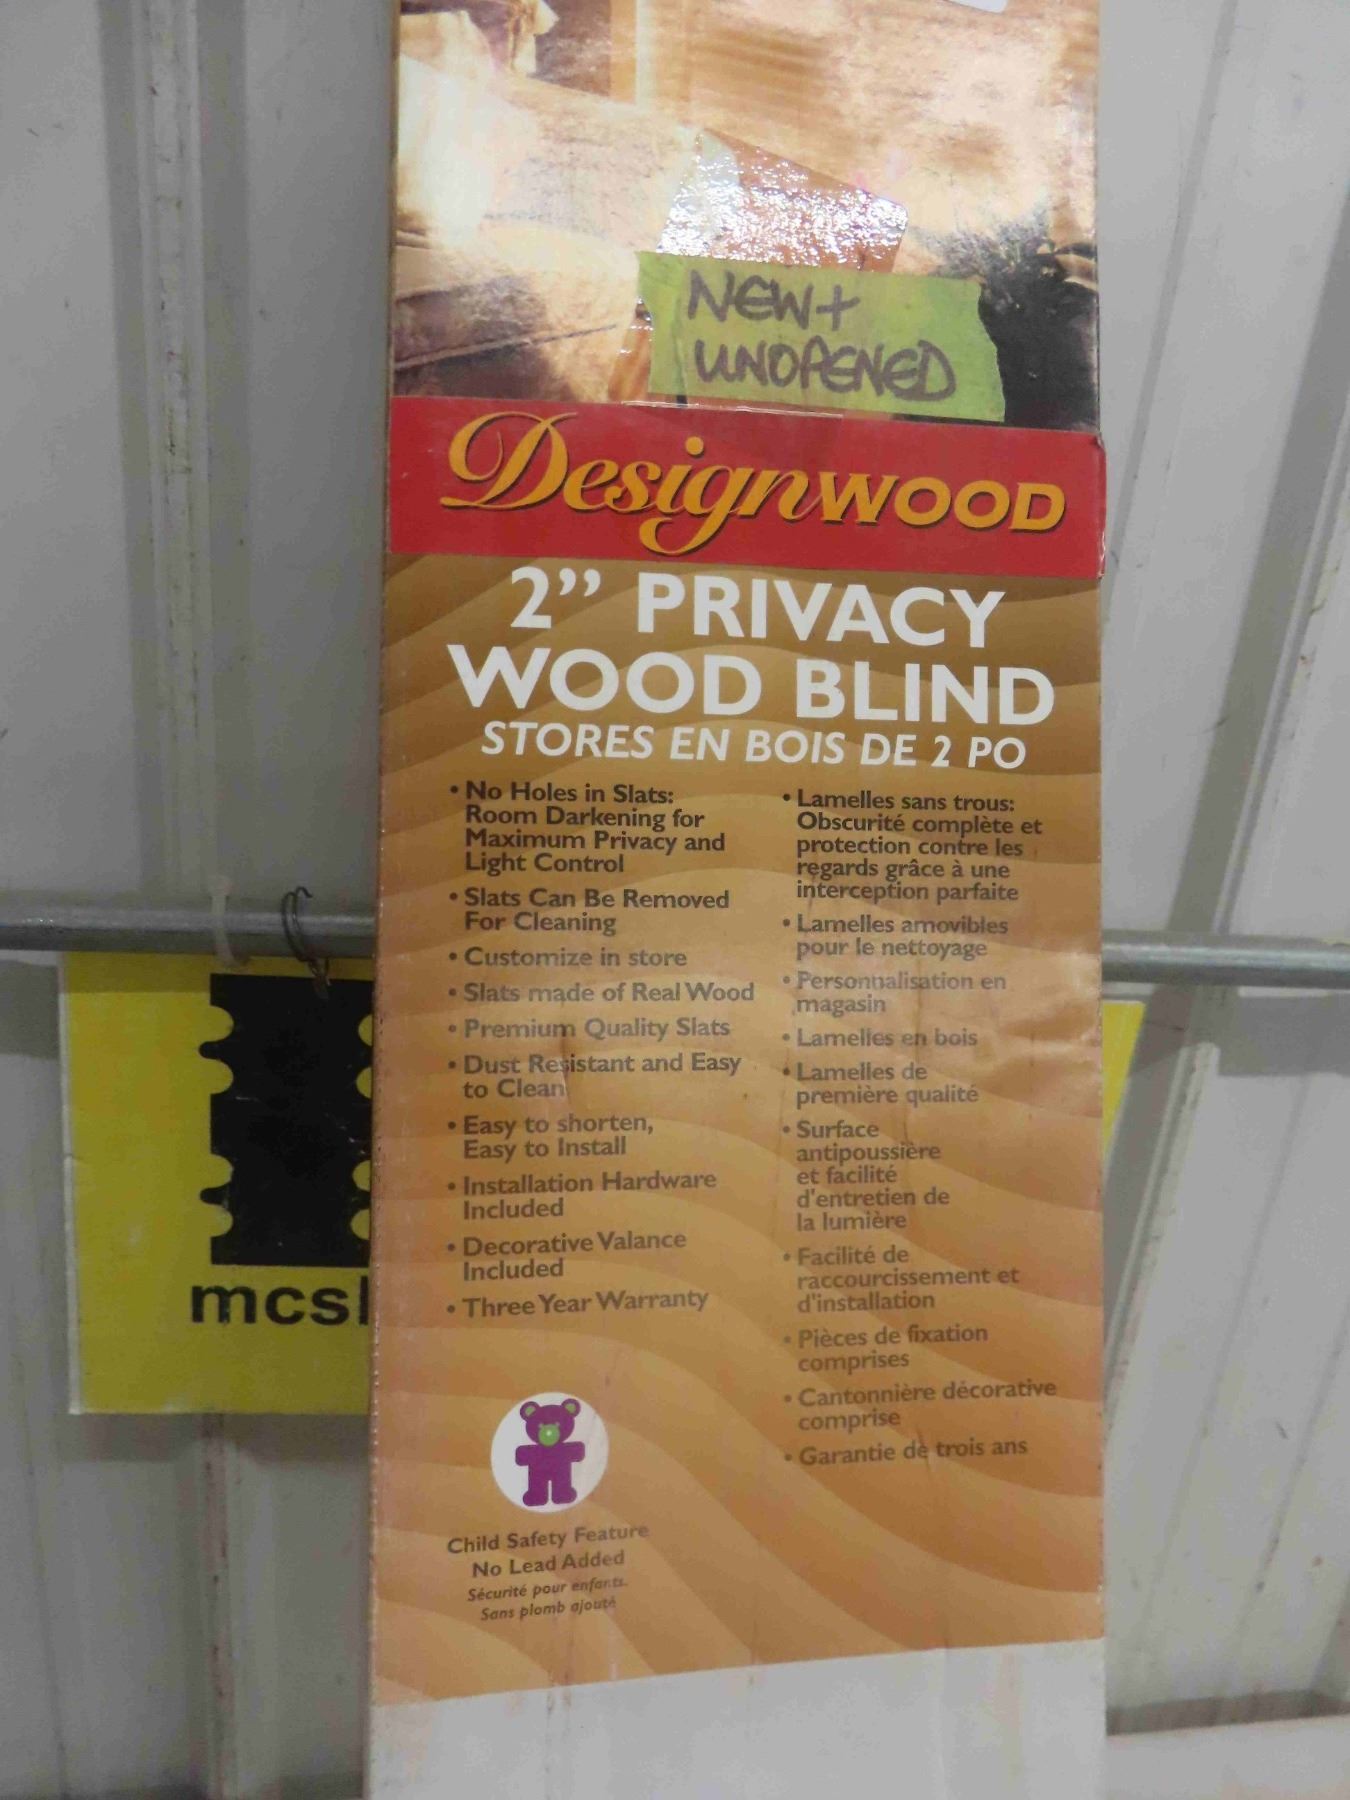 NEW+
UNOPENED
Designwood
2" PRIVACY
WOOD BLIND
STORES EN BOIS DE 2 PO
• No Holes in Slats:
Room Darkening for
Maximum Privacy and
Light Control
• Slats Can Be Removed
For Cleaning
• Customize in store
• Slats made of Real Wood
• Premium Quality Slats
• Dust Resistant and Easy
to Clean
• Easy to shorten,
Easy to Install
• Installation Hardware
Included
• Decorative Valance
Included
• Three Year Warranty
• Lamelles sans trous:
Obscurité complète et
protection contre les
regards grâce à une
interception parfaite
• Lamelles amovibles
pour le nettoyage
• Personnalisation en
magasin
• Lamelles en bois
• Lamelles de
première qualité
• Surface
antipoussière
et facilité
d'entretien de
la lumière
• Facilité de
raccourcissement et
d'installation
• Pièces de fixation
comprises
• Cantonnière décorative
comprise
• Garantie de trois ans
Child Safety Feature
No Lead Added
Sécurité pour enfants.
Sans plomb ajouté